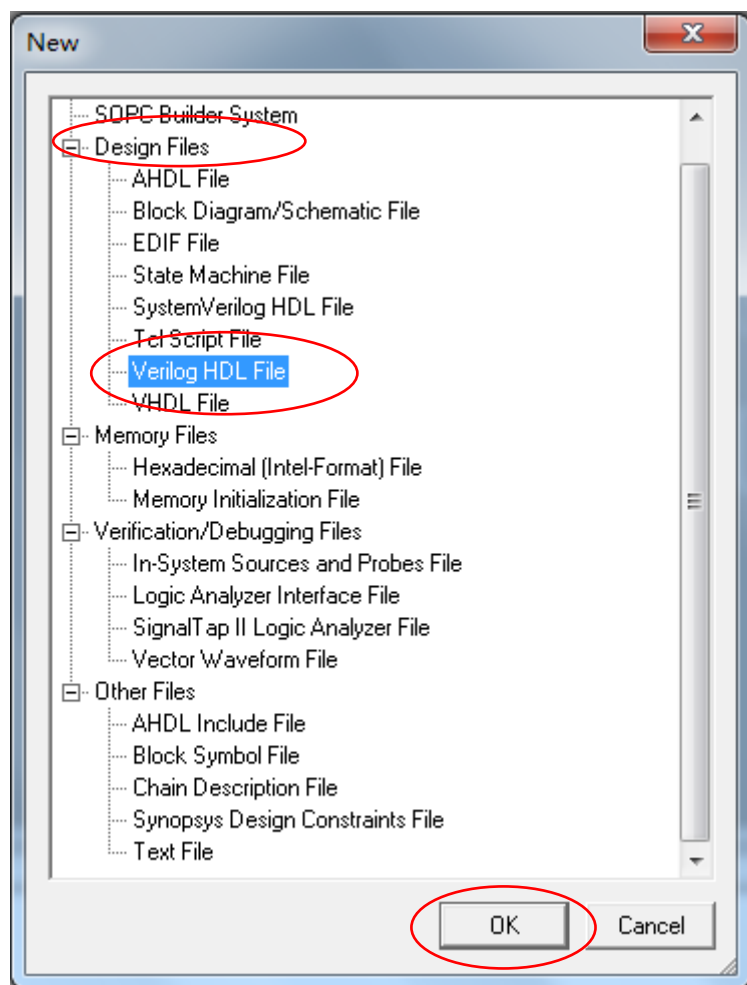 New
SOPC Builder System
Design Files
AHDL File
Block Diagram/Schematic File
EDIF File
State Machine File
SystemVerilog HDL File
Tcl Script File
Verilog HDL File
VHDL File
Memory Files
Hexadecimal (Intel-Format) File
Memory Initialization File
Verification/Debugging Files
In-System Sources and Probes File
Logic Analyzer Interface File
SignalTap II Logic Analyzer File
Vector Waveform File
Other Files
AHDL Include File
Block Symbol File
Chain Description File
Synopsys Design Constraints File
Text File
OK Cancel